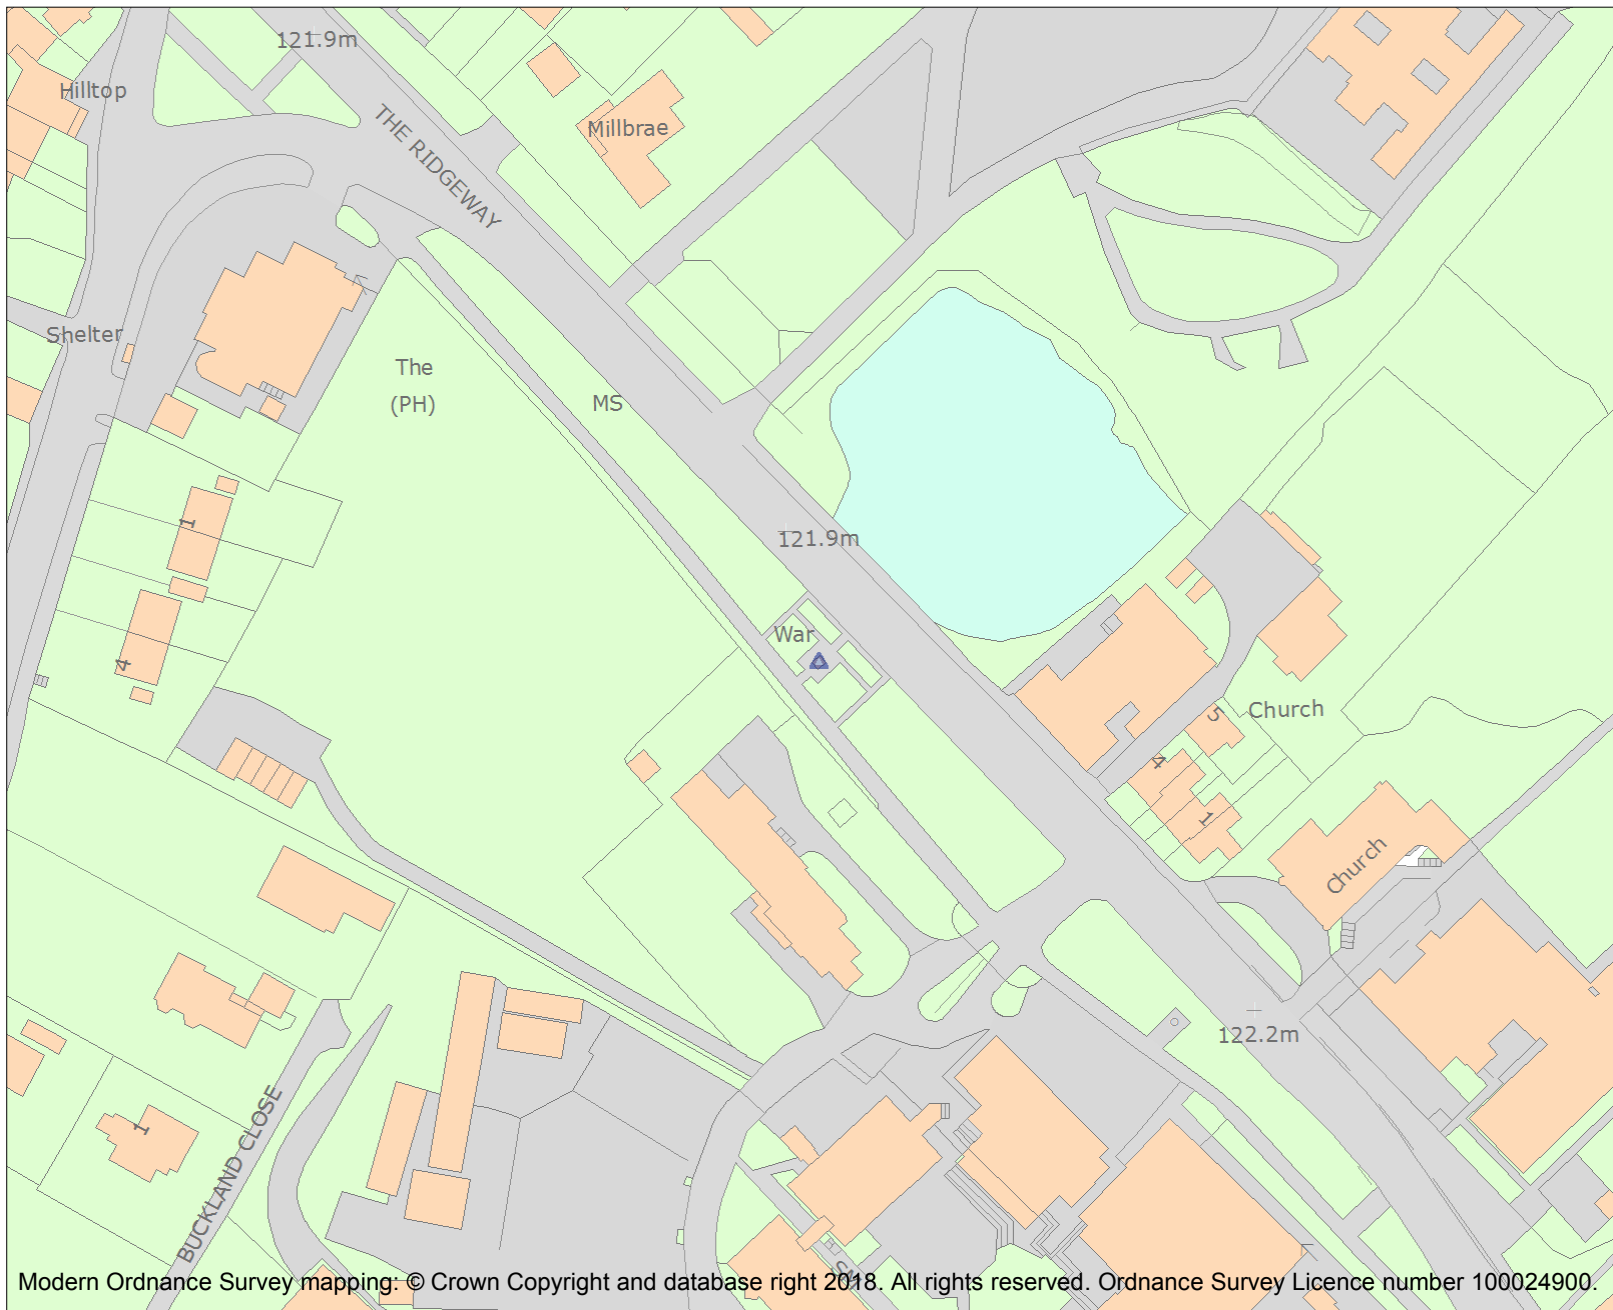 121.9m
Hilltop
THE RIDGEWAY
Millbrae
Shelter
The
(PH)
MS
1
121.9m
War
4
5
Church
4
1
Church
122.2m
1
BUCKLAND CLOSE
SM
Modern Ordnance Survey mapping: © Crown Copyright and database right 2018. All rights reserved. Ordnance Survey Licence number 100024900.